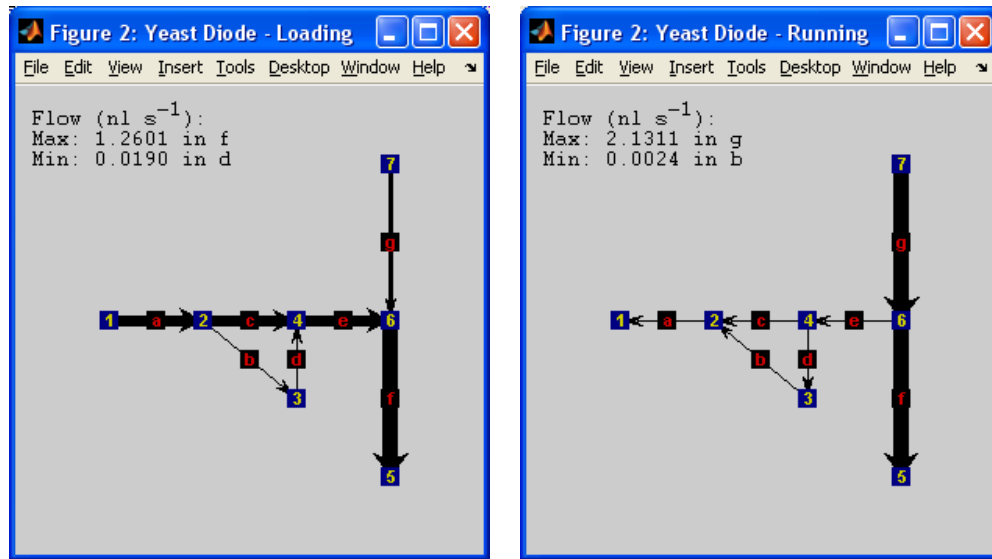 Figure 2: Yeast Diode - Loading
File Edit View Insert Tools Desktop Window Help
Flow (nl s^-1):
Max: 1.2601 in f
Min: 0.0190 in d
7
g
1 a 2 c 4 e 6
b d
3 f
5
Figure 2: Yeast Diode - Running
File Edit View Insert Tools Desktop Window Help
Flow (nl s^-1):
Max: 2.1311 in g
Min: 0.0024 in b
7
g
1 a 2 c 4 e 6
b d
3 f
5